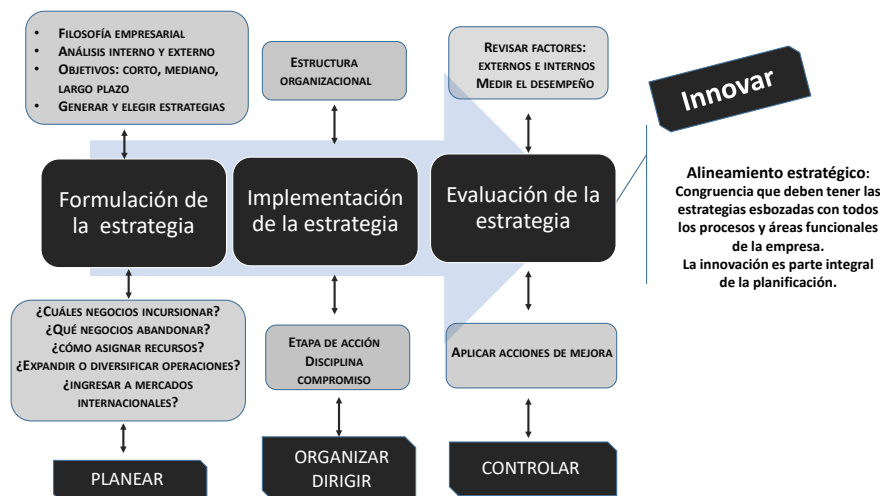 • Filosofía empresarial
• Análisis interno y externo
• Objetivos: corto, mediano,
largo plazo
• Generar y elegir estrategias
Estructura
organizacional
Revisar factores:
externos e internos
Medir el desempeño
Innovar
Formulación de
la estrategia
Implementación
de la estrategia
Evaluación de la
estrategia
Alineamiento estratégico:
Congruencia que deben tener las
estrategias esbozadas con todos
los procesos y áreas funcionales
de la empresa.
La innovación es parte integral
de la planificación.
¿Cuáles negocios incursionar?
¿Qué negocios abandonar?
¿cómo asignar recursos?
¿Expandir o diversificar operaciones?
¿ingresar a mercados
internacionales?
Etapa de acción
Disciplina
compromiso
Aplicar acciones de mejora
PLANEAR
ORGANIZAR
DIRIGIR
CONTROLAR